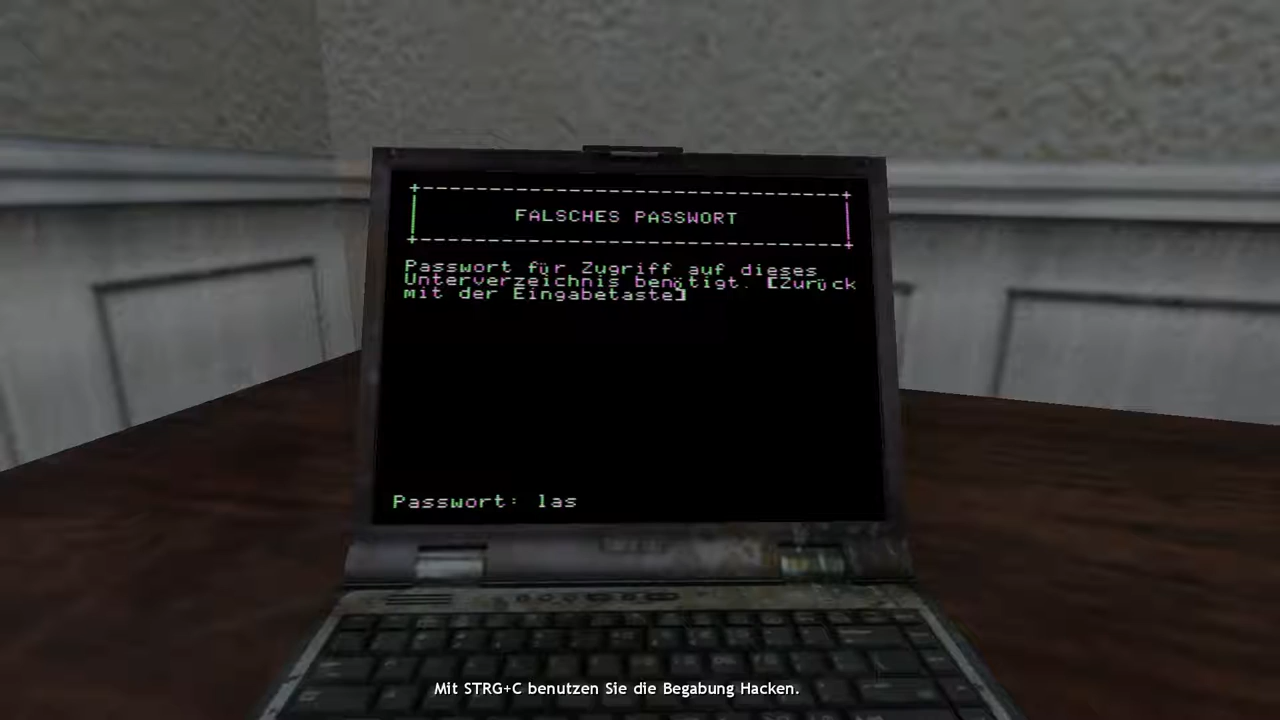 FALSCHES PASSWORT
Passwort für Zugriff auf dieses
Unterverzeichnis benötigt. [Zurück
mit der Eingabetaste]
Passwort: las
Mit STRG+C benutzen Sie die Begabung Hacken.